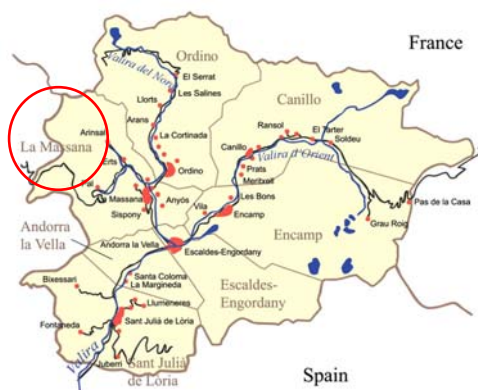 Ordino
France
Valira del Nord
El Serrat
Les Salines
Llorts
Canillo
Arans
Ransol
El Tarter
Arinsal
La Cortinada
Soldeu
La Massana
Canillo
Valira d'Orient
Erts
Prats
Ordino
Meritxell
Pal
Les Bons
Massana
Anyós
Pas de la Casa
Sispony
Vila
Encamp
Grau Roig
Andorra
la Vella
Encamp
Andorra la Vella
Escaldes-Engordany
Santa Coloma
Escaldes-
Engordany
La Margineda
Bixessari
Llumeneres
Fontaneda
Sant Juliá de Lòria
Valira
Juberri
Sant Juliá
de Lòria
Spain